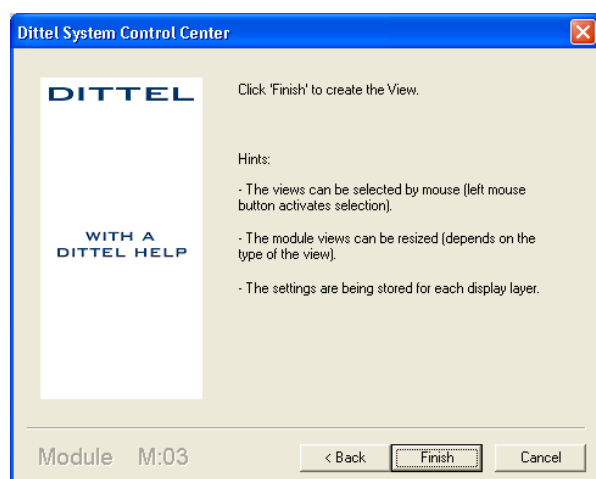 Dittel System Control Center
DITTEL
WITH A
DITTEL HELP
Click 'Finish' to create the View.
Hints:
- The views can be selected by mouse (left mouse
button activates selection).
- The module views can be resized (depends on the
type of the view).
- The settings are being stored for each display layer.
Module M:03
< Back
Finish
Cancel